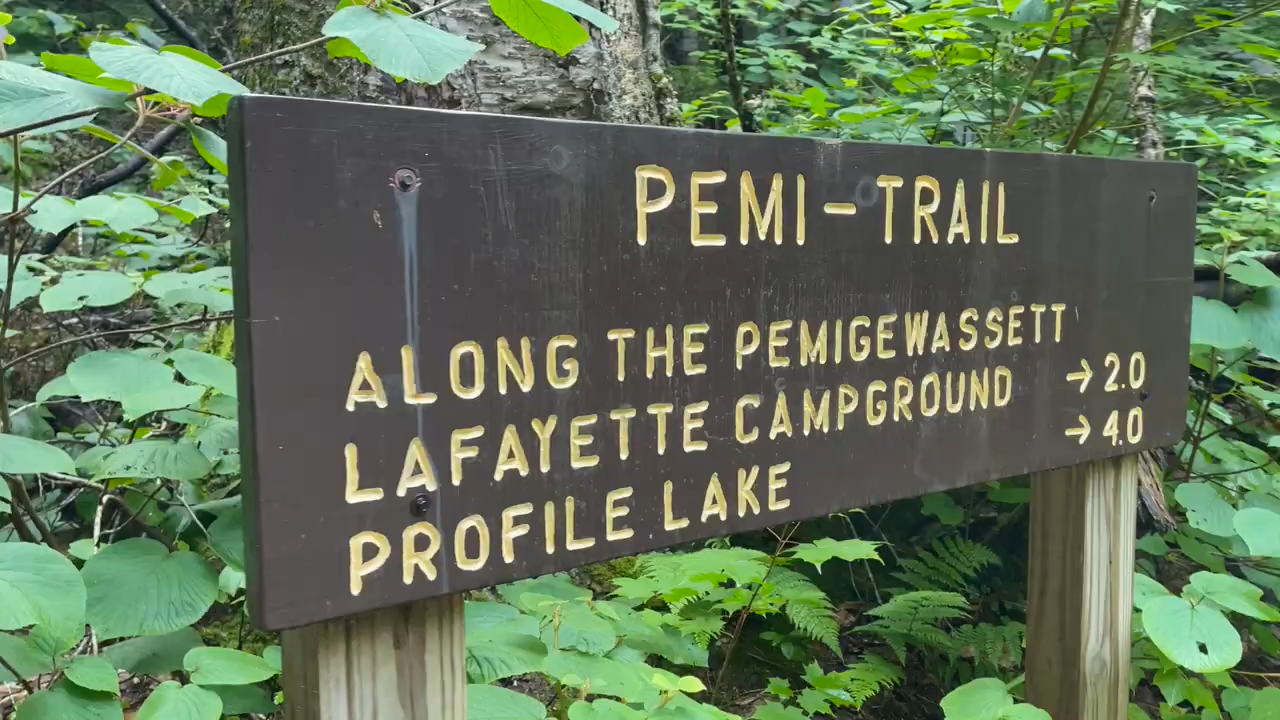 PEMI-TRAIL
ALONG THE PEMIGEWASSETT
LAFAYETTE CAMPGROUND → 2.0
PROFILE LAKE → 4.0